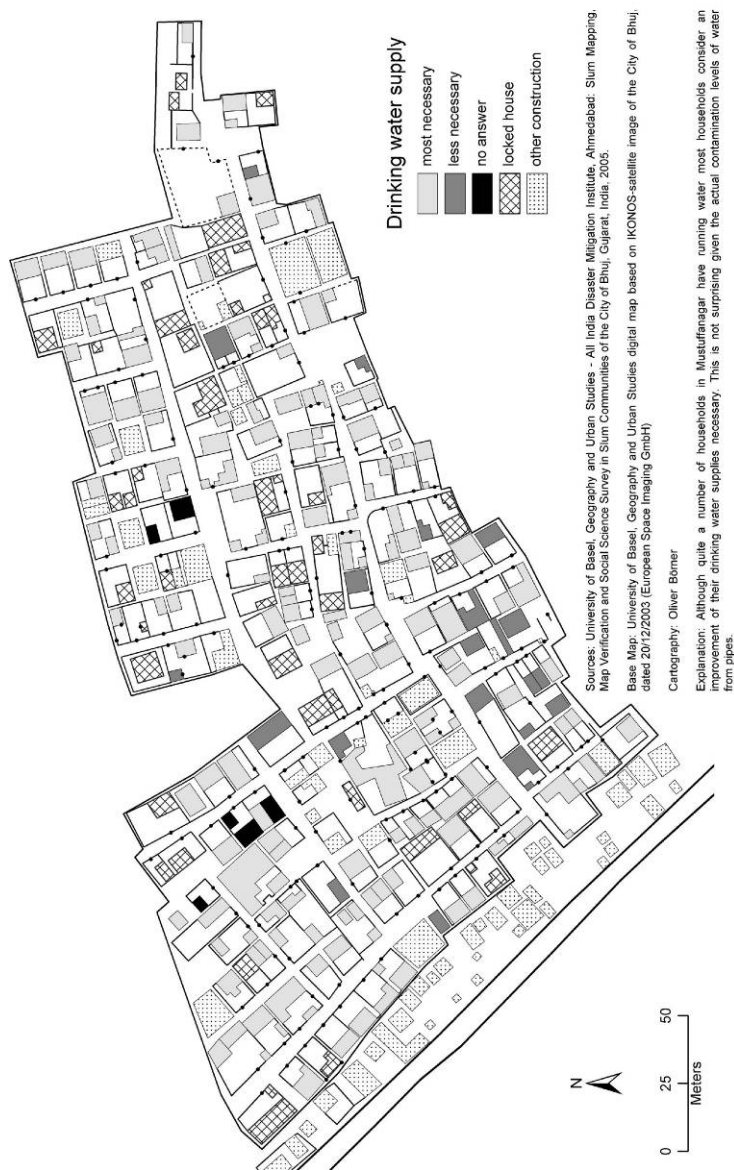 Drinking water supply
most necessary
less necessary
no answer
locked house
other construction
Sources: University of Basel, Geography and Urban Studies - All India Disaster Mitigation Institute, Ahmedabad: Slum Mapping,
Map Verification and Social Science Survey in Slum Communities of the City of Bhuj, Gujarat, India, 2005.
Base Map: University of Basel, Geography and Urban Studies digital map based on IKONOS-satellite image of the City of Bhuj,
dated 20/12/2003 (European Space Imaging GmbH)
Cartography: Oliver Börner
Explanation: Although quite a number of households in Mustuffanagar have running water most households consider an
improvement of their drinking water supplies necessary. This is not surprising given the actual contamination levels of water
from pipes.
N
0 25 50
Meters